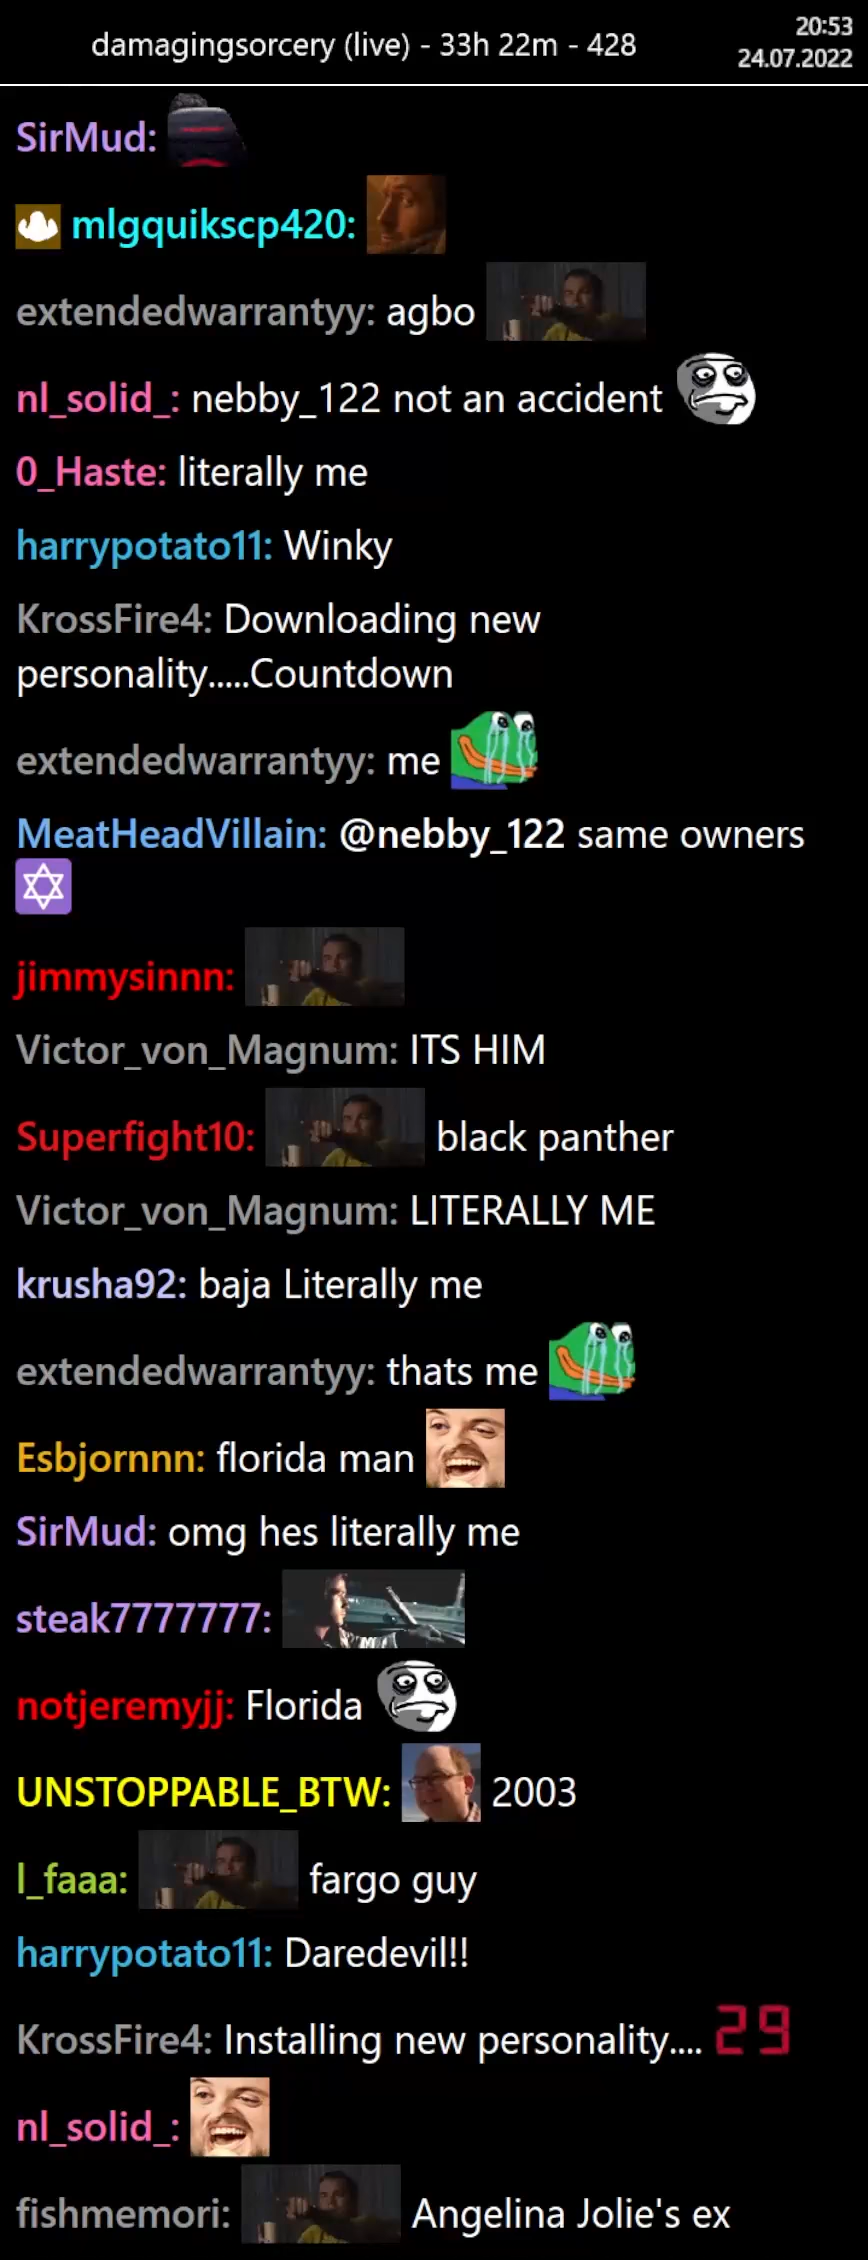 damagingsorcery (live) - 33h 22m - 428
20:53
24.07.2022
SirMud:
mlgquikscp420:
extendedwarrantyy: agbo
nl_solid_: nebby_122 not an accident
0_Haste: literally me
harrypotato11: Winky
KrossFire4: Downloading new
personality.....Countdown
extendedwarrantyy: me
MeatHeadVillain: @nebby_122 same owners
✡
jimmysinnn:
Victor_von_Magnum: ITS HIM
Superfight10: black panther
Victor_von_Magnum: LITERALLY ME
krusha92: baja Literally me
extendedwarrantyy: thats me
Esbjornnn: florida man
SirMud: omg hes literally me
steak7777777:
notjeremyjj: Florida
UNSTOPPABLE_BTW: 2003
l_faaa: fargo guy
harrypotato11: Daredevil!!
KrossFire4: Installing new personality.... 29
nl_solid_:
fishmemori: Angelina Jolie's ex